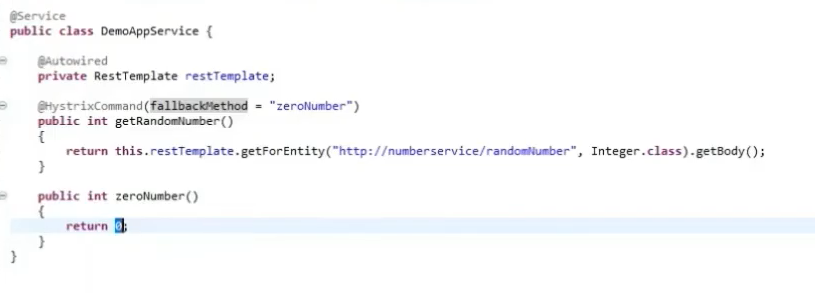 @Service
public class DemoAppService {
@Autowired
private RestTemplate restTemplate;
@HystrixCommand(fallbackMethod = "zeroNumber")
public int getRandomNumber()
{
return this.restTemplate.getForEntity("http://numberservice/randomNumber", Integer.class).getBody();
}
public int zeroNumber()
{
return 0;
}
}